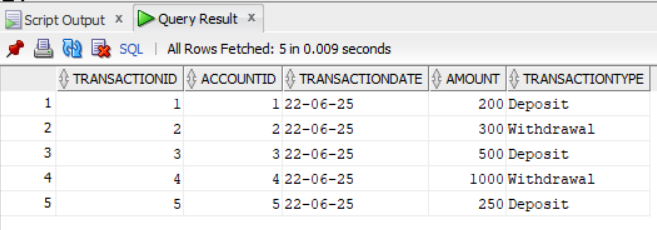 Script Output x Query Result x
SQL | All Rows Fetched: 5 in 0.009 seconds
TRANSACTIONID ACCOUNTID TRANSACTIONDATE AMOUNT TRANSACTIONTYPE
1 1 1 22-06-25 200 Deposit
2 2 2 22-06-25 300 Withdrawal
3 3 3 22-06-25 500 Deposit
4 4 4 22-06-25 1000 Withdrawal
5 5 5 22-06-25 250 Deposit